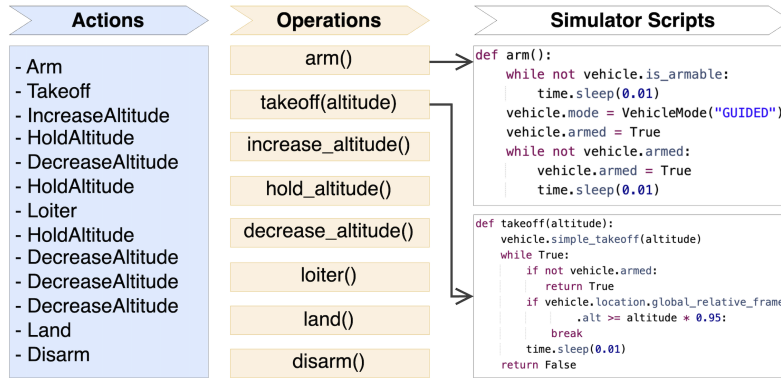 Actions
- Arm
- Takeoff
- IncreaseAltitude
- HoldAltitude
- DecreaseAltitude
- HoldAltitude
- Loiter
- HoldAltitude
- DecreaseAltitude
- DecreaseAltitude
- DecreaseAltitude
- Land
- Disarm
Operations
arm()
takeoff(altitude)
increase_altitude()
hold_altitude()
decrease_altitude()
loiter()
land()
disarm()
Simulator Scripts
def arm():
    while not vehicle.is_armable:
        time.sleep(0.01)
    vehicle.mode = VehicleMode("GUIDED")
    vehicle.armed = True
    while not vehicle.armed:
        vehicle.armed = True
        time.sleep(0.01)
def takeoff(altitude):
    vehicle.simple_takeoff(altitude)
    while True:
        if not vehicle.armed:
            return True
        if vehicle.location.global_relative_frame
                .alt >= altitude * 0.95:
            break
        time.sleep(0.01)
    return False